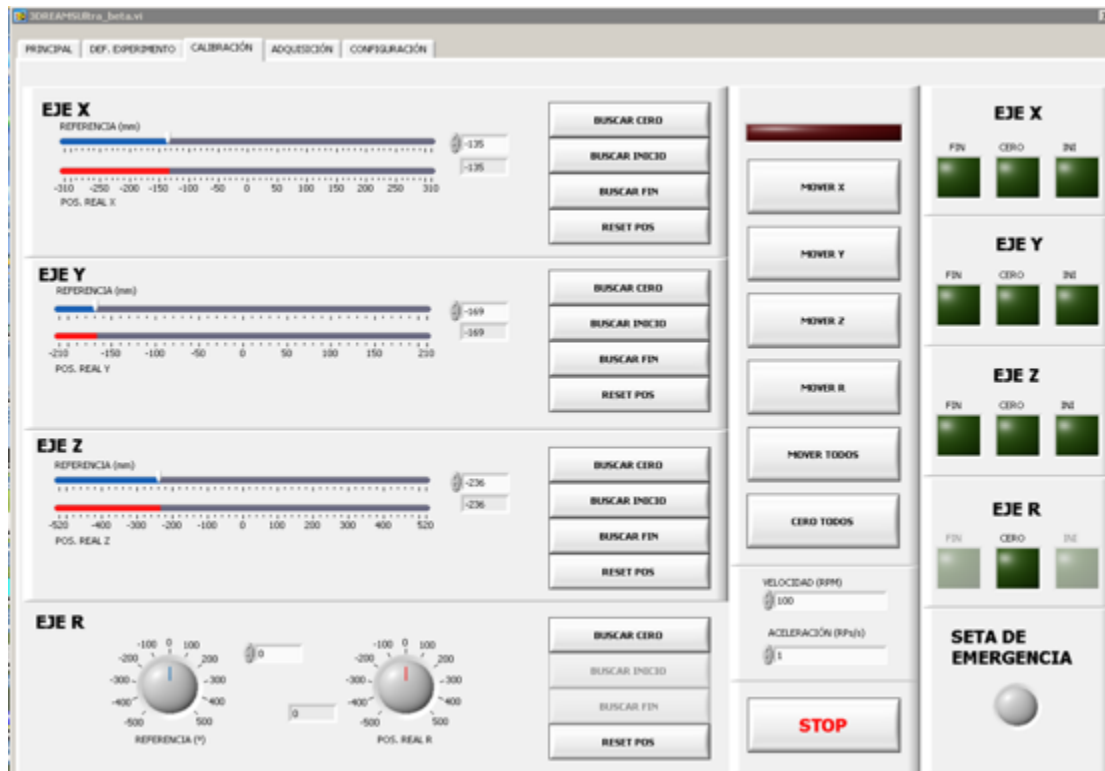 3DREAMSUltra_beta.vi
PRINCIPAL DEF. EXPERIMENTO CALIBRACIÓN ADQUISICIÓN CONFIGURACIÓN
EJE X
REFERENCIA (mm)
-135
-135
-310 -250 -200 -150 -100 -50 0 50 100 150 200 250 310
POS. REAL X
BUSCAR CERO
BUSCAR INICIO
BUSCAR FIN
RESET POS
EJE Y
REFERENCIA (mm)
-169
-169
-210 -150 -100 -50 0 50 100 150 210
POS. REAL Y
BUSCAR CERO
BUSCAR INICIO
BUSCAR FIN
RESET POS
EJE Z
REFERENCIA (mm)
-236
-236
-520 -400 -300 -200 -100 0 100 200 300 400 520
POS. REAL Z
BUSCAR CERO
BUSCAR INICIO
BUSCAR FIN
RESET POS
EJE R
-100 0 100
-200 200
-300 300
-400 400
-500 500
REFERENCIA (º)
0
0
-100 0 100
-200 200
-300 300
-400 400
-500 500
POS. REAL R
BUSCAR CERO
BUSCAR INICIO
BUSCAR FIN
RESET POS
MOVER X
MOVER Y
MOVER Z
MOVER R
MOVER TODOS
CERO TODOS
VELOCIDAD (RPM)
100
ACELERACIÓN (RPs/s)
1
STOP
EJE X
FIN CERO INI
EJE Y
FIN CERO INI
EJE Z
FIN CERO INI
EJE R
FIN CERO INI
SETA DE
EMERGENCIA